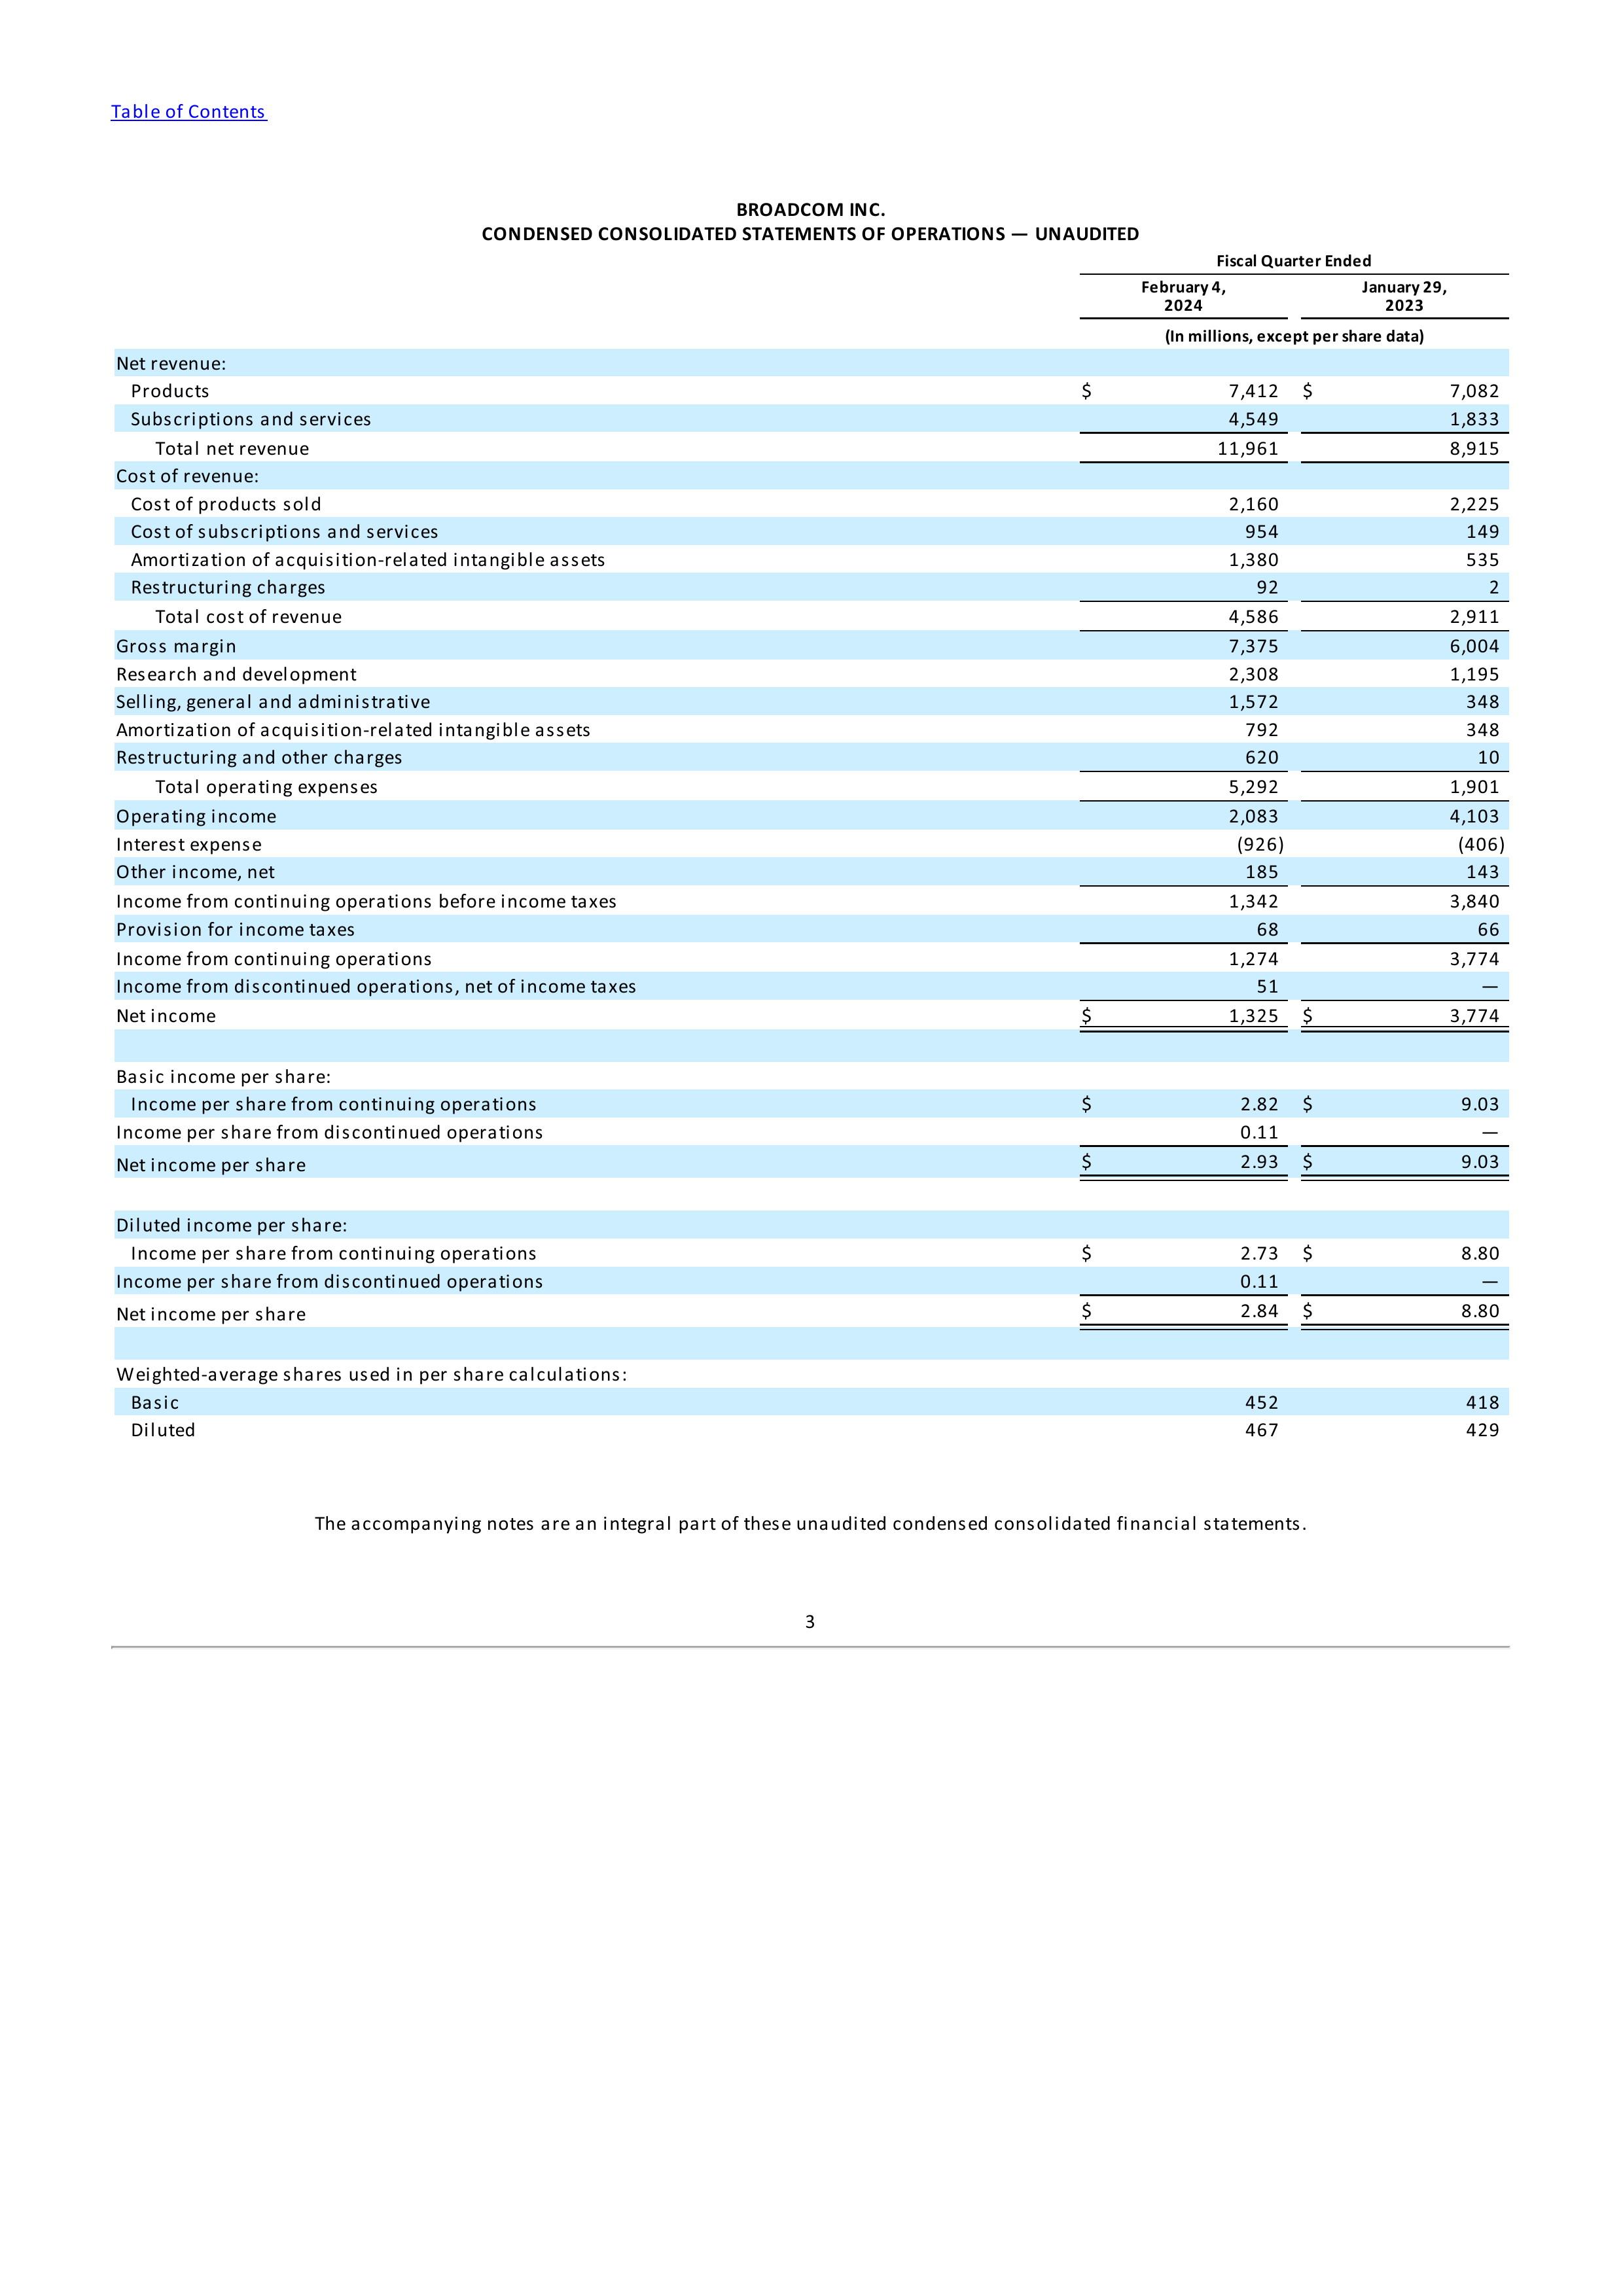 Table of Contents
BROADCOM INC.
CONDENSED CONSOLIDATED STATEMENTS OF OPERATIONS — UNAUDITED
Fiscal Quarter Ended
February 4, 2024 January 29, 2023
(In millions, except per share data)
Net revenue:
Products $ 7,412 $ 7,082
Subscriptions and services 4,549 1,833
Total net revenue 11,961 8,915
Cost of revenue:
Cost of products sold 2,160 2,225
Cost of subscriptions and services 954 149
Amortization of acquisition-related intangible assets 1,380 535
Restructuring charges 92 2
Total cost of revenue 4,586 2,911
Gross margin 7,375 6,004
Research and development 2,308 1,195
Selling, general and administrative 1,572 348
Amortization of acquisition-related intangible assets 792 348
Restructuring and other charges 620 10
Total operating expenses 5,292 1,901
Operating income 2,083 4,103
Interest expense (926) (406)
Other income, net 185 143
Income from continuing operations before income taxes 1,342 3,840
Provision for income taxes 68 66
Income from continuing operations 1,274 3,774
Income from discontinued operations, net of income taxes 51 —
Net income $ 1,325 $ 3,774
Basic income per share:
Income per share from continuing operations $ 2.82 $ 9.03
Income per share from discontinued operations 0.11 —
Net income per share $ 2.93 $ 9.03
Diluted income per share:
Income per share from continuing operations $ 2.73 $ 8.80
Income per share from discontinued operations 0.11 —
Net income per share $ 2.84 $ 8.80
Weighted-average shares used in per share calculations:
Basic 452 418
Diluted 467 429
The accompanying notes are an integral part of these unaudited condensed consolidated financial statements.
3